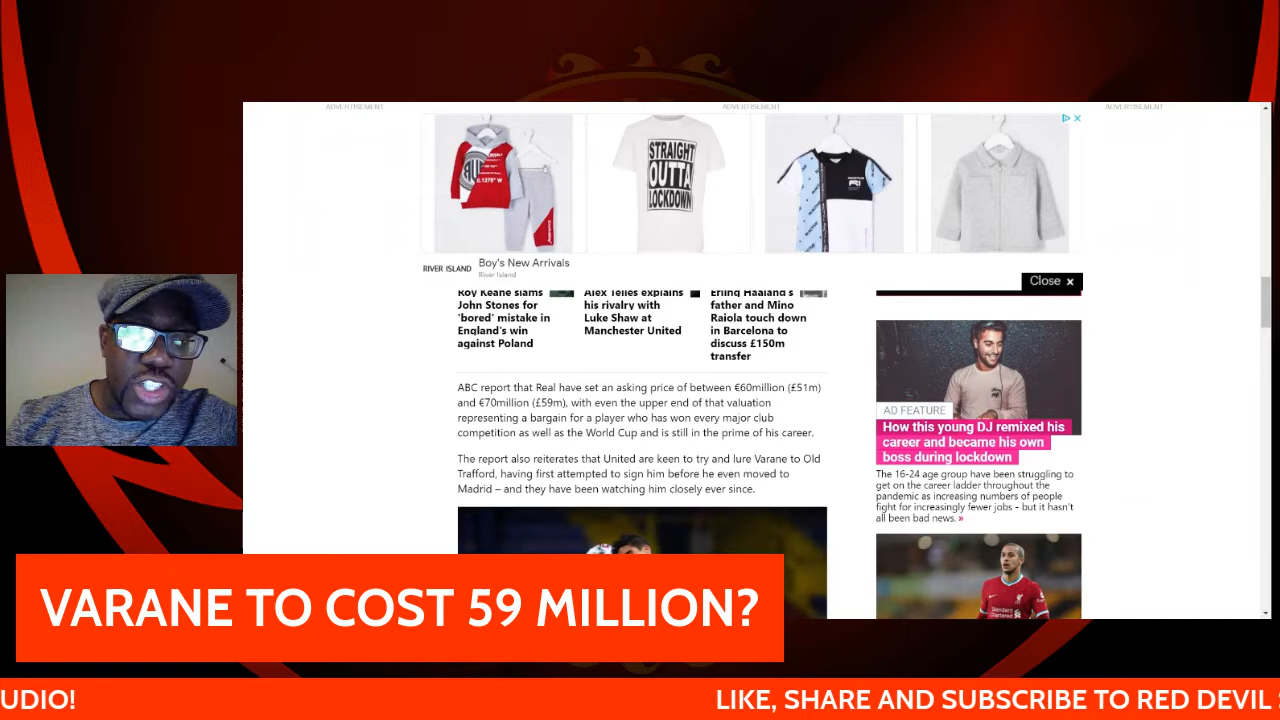 ADVERTISEMENT
ADVERTISEMENT
ADVERTISEMENT
STRAIGHT
OUTTA
LOCKDOWN
RIVER ISLAND
Boy's New Arrivals
River Island
Close x
Roy Keane slams
John Stones for
'bored' mistake in
England's win
against Poland
Alex Telles explains
his rivalry with
Luke Shaw at
Manchester United
Erling Haaland's
father and Mino
Raiola touch down
in Barcelona to
discuss £150m
transfer
ABC report that Real have set an asking price of between €60million (£51m)
and €70million (£59m), with even the upper end of that valuation
representing a bargain for a player who has won every major club
competition as well as the World Cup and is still in the prime of his career.
The report also reiterates that United are keen to try and lure Varane to Old
Trafford, having first attempted to sign him before he even moved to
Madrid – and they have been watching him closely ever since.
AD FEATURE
How this young DJ remixed his
career and became his own
boss during lockdown
The 16-24 age group have been struggling to
get on the career ladder throughout the
pandemic as increasing numbers of people
fight for increasingly fewer jobs - but it hasn't
all been bad news. »
VARANE TO COST 59 MILLION?
UDIO!
LIKE, SHARE AND SUBSCRIBE TO RED DEVIL